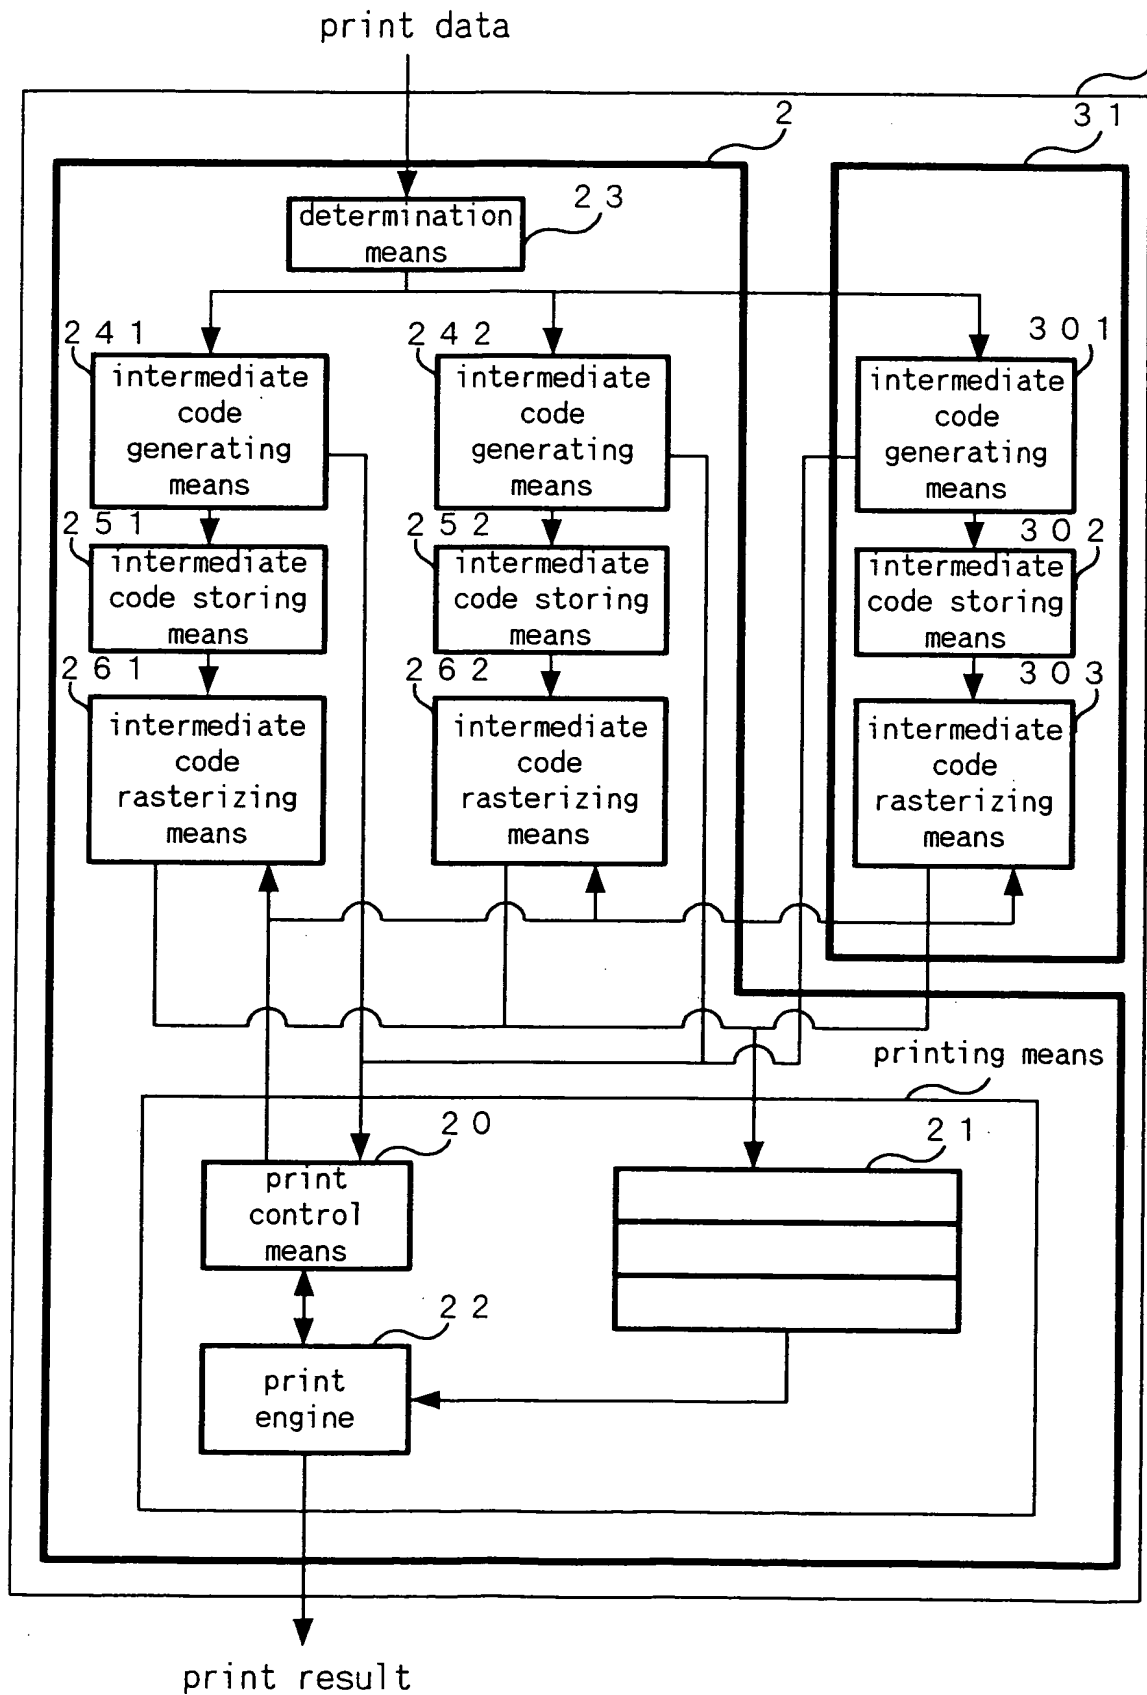 print data
2
3 1
2 3
determination
means
2 4 1
2 4 2
3 0 1
intermediate
code
generating
means
intermediate
code
generating
means
intermediate
code
generating
means
2 5 1
2 5 2
3 0 2
intermediate
code storing
means
intermediate
code storing
means
intermediate
code storing
means
2 6 1
2 6 2
3 0 3
intermediate
code
rasterizing
means
intermediate
code
rasterizing
means
intermediate
code
rasterizing
means
printing means
2 0
2 1
print
control
means
2 2
print
engine
print result